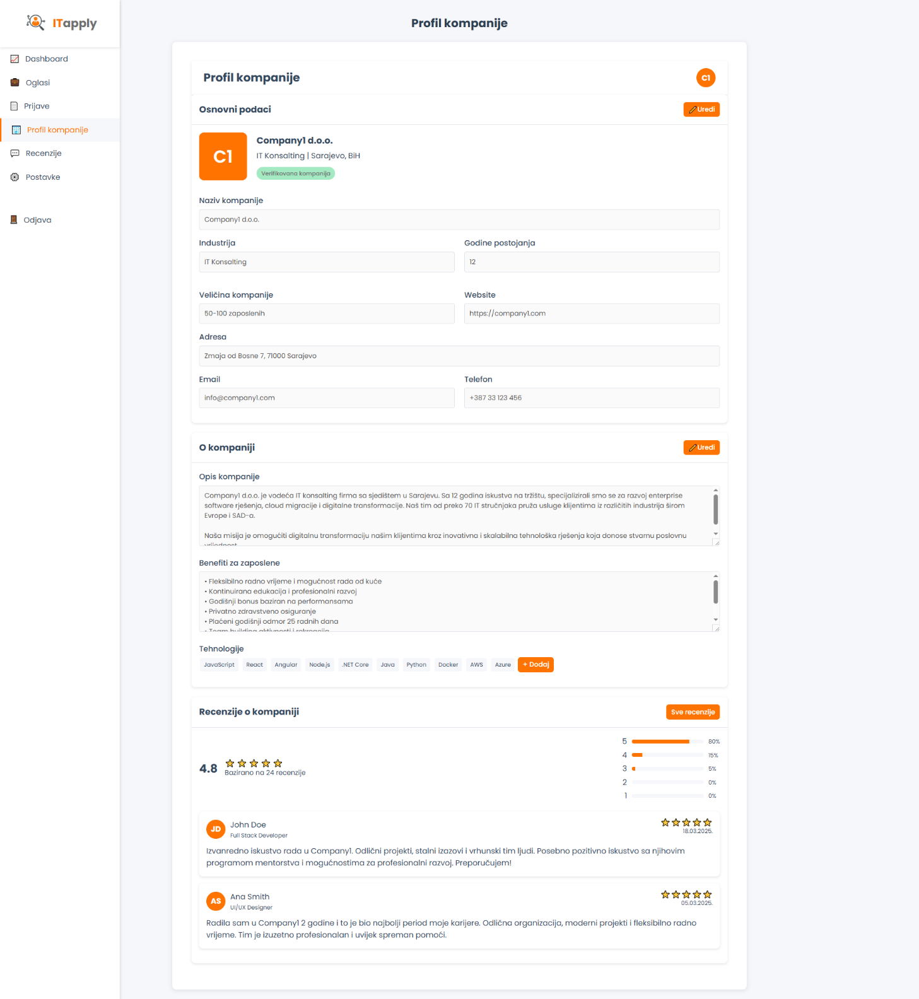 ITapply
Dashboard
Oglasi
Prijave
Profil kompanije
Recenzije
Postavke
Odjava
Profil kompanije
Profil kompanije
C1
Osnovni podaci
Uredi
C1
Company1 d.o.o.
IT Konsalting | Sarajevo, BiH
Verifikovana kompanija
Naziv kompanije
Company1 d.o.o.
Industrija
Godine postojanja
IT Konsalting
12
Veličina kompanije
Website
50-100 zaposlenih
https://company1.com
Adresa
Zmaja od Bosne 7, 71000 Sarajevo
Email
Telefon
info@company1.com
+387 33 123 456
O kompaniji
Uredi
Opis kompanije
Company1 d.o.o. je vodeća IT konsalting firma sa sjedištem u Sarajevu. Sa 12 godina iskustva na tržištu, specijalizirali smo se za razvoj enterprise
software rješenja, cloud migracije i digitalne transformacije. Naš tim od preko 70 IT stručnjaka pruža usluge klijentima iz različitih industrija širom
Evrope i SAD-a.
Naša misija je omogućiti digitalnu transformaciju našim klijentima kroz inovativna i skalabilna tehnološka rješenja koja donose stvarnu poslovnu
vrijednost.
Benefiti za zaposlene
• Fleksibilno radno vrijeme i mogućnost rada od kuće
• Kontinuirana edukacija i profesionalni razvoj
• Godišnji bonus baziran na performansama
• Privatno zdravstveno osiguranje
• Plaćeni godišnji odmor 25 radnih dana
• Team building aktivnosti i rekreacija
Tehnologije
JavaScript React Angular Node.js .NET Core Java Python Docker AWS Azure + Dodaj
Recenzije o kompaniji
Sve recenzije
4.8
Bazirano na 24 recenzije
5 80%
4 15%
3 5%
2 0%
1 0%
JD
John Doe
Full Stack Developer
18.03.2025.
Izvanredno iskustvo rada u Company1. Odlični projekti, stalni izazovi i vrhunski tim ljudi. Posebno pozitivno iskustvo sa njihovim
programom mentorstva i mogućnostima za profesionalni razvoj. Preporučujem!
AS
Ana Smith
UI/UX Designer
05.03.2025.
Radila sam u Company1 2 godine i to je bio najbolji period moje karijere. Odlična organizacija, moderni projekti i fleksibilno radno
vrijeme. Tim je izuzetno profesionalan i uvijek spreman pomoći.